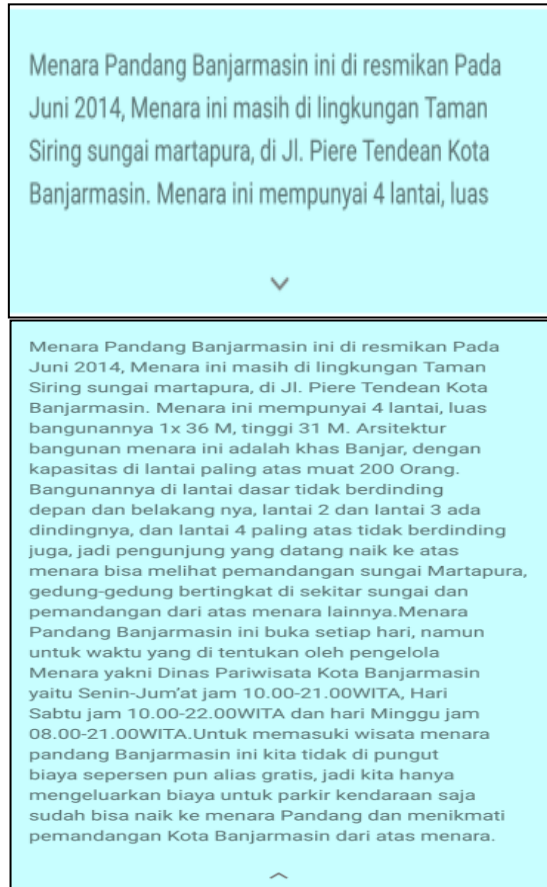 Menara Pandang Banjarmasin ini di resmikan Pada
Juni 2014, Menara ini masih di lingkungan Taman
Siring sungai martapura, di Jl. Piere Tendean Kota
Banjarmasin. Menara ini mempunyai 4 lantai, luas
Menara Pandang Banjarmasin ini di resmikan Pada
Juni 2014, Menara ini masih di lingkungan Taman
Siring sungai martapura, di Jl. Piere Tendean Kota
Banjarmasin. Menara ini mempunyai 4 lantai, luas
bangunannya 1x 36 M, tinggi 31 M. Arsitektur
bangunan menara ini adalah khas Banjar, dengan
kapasitas di lantai paling atas muat 200 Orang.
Bangunannya di lantai dasar tidak berdinding
depan dan belakang nya, lantai 2 dan lantai 3 ada
dindingnya, dan lantai 4 paling atas tidak berdinding
juga, jadi pengunjung yang datang naik ke atas
menara bisa melihat pemandangan sungai Martapura,
gedung-gedung bertingkat di sekitar sungai dan
pemandangan dari atas menara lainnya.Menara
Pandang Banjarmasin ini buka setiap hari, namun
untuk waktu yang di tentukan oleh pengelola
Menara yakni Dinas Pariwisata Kota Banjarmasin
yaitu Senin-Jum'at jam 10.00-21.00WITA, Hari
Sabtu jam 10.00-22.00WITA dan hari Minggu jam
08.00-21.00WITA.Untuk memasuki wisata menara
pandang Banjarmasin ini kita tidak di pungut
biaya sepersen pun alias gratis, jadi kita hanya
mengeluarkan biaya untuk parkir kendaraan saja
sudah bisa naik ke menara Pandang dan menikmati
pemandangan Kota Banjarmasin dari atas menara.